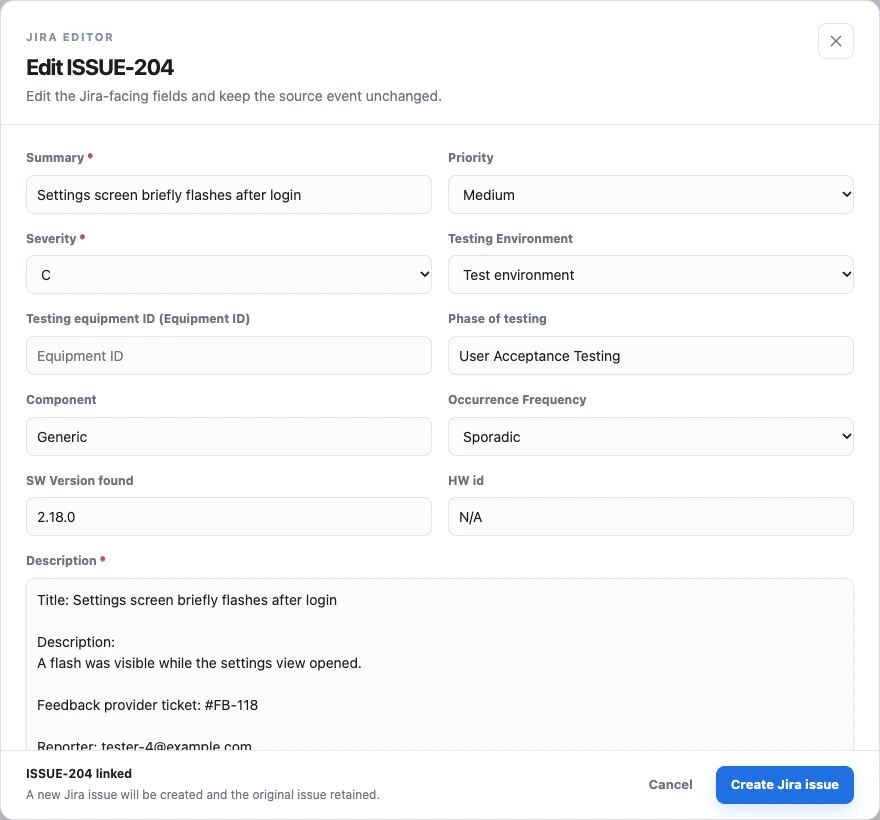 JIRA EDITOR
Edit ISSUE-204
Edit the Jira-facing fields and keep the source event unchanged.
Summary *
Priority
Settings screen briefly flashes after login
Medium
Severity *
Testing Environment
C
Test environment
Testing equipment ID (Equipment ID)
Phase of testing
Equipment ID
User Acceptance Testing
Component
Occurrence Frequency
Generic
Sporadic
SW Version found
HW id
2.18.0
N/A
Description *
Title: Settings screen briefly flashes after login
Description:
A flash was visible while the settings view opened.
Feedback provider ticket: #FB-118
Reporter: tester-4@example.com
ISSUE-204 linked
A new Jira issue will be created and the original issue retained.
Cancel
Create Jira issue